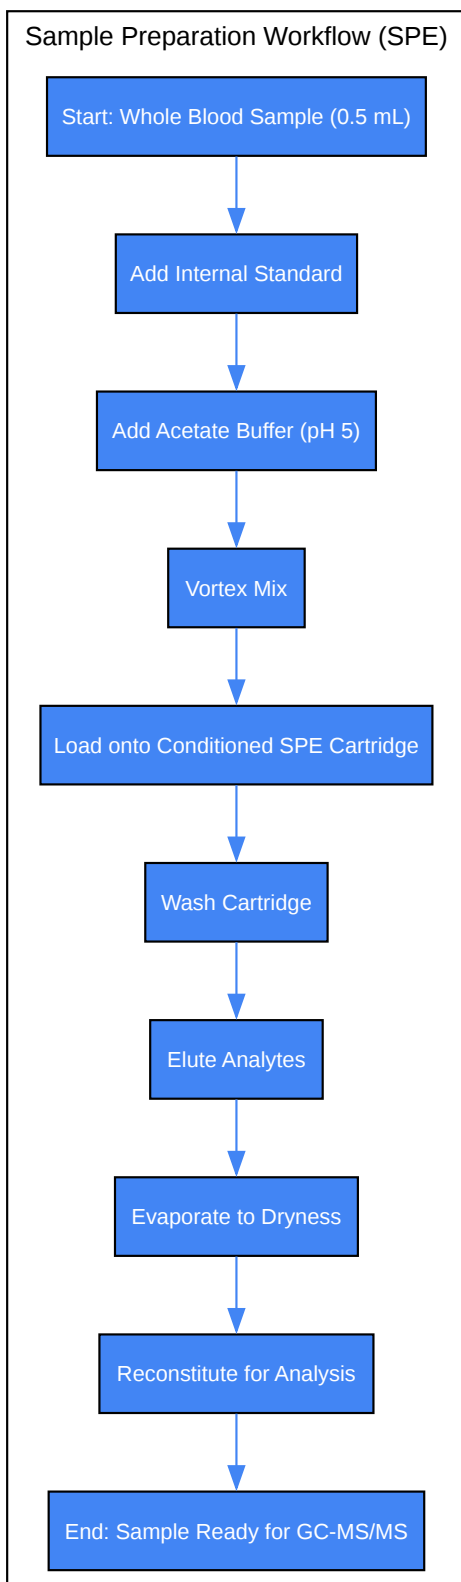 Sample Preparation Workflow (SPE)
Start: Whole Blood Sample (0.5 mL)
Add Internal Standard
Add Acetate Buffer (pH 5)
Vortex Mix
Load onto Conditioned SPE Cartridge
Wash Cartridge
Elute Analytes
Evaporate to Dryness
Reconstitute for Analysis
End: Sample Ready for GC-MS/MS